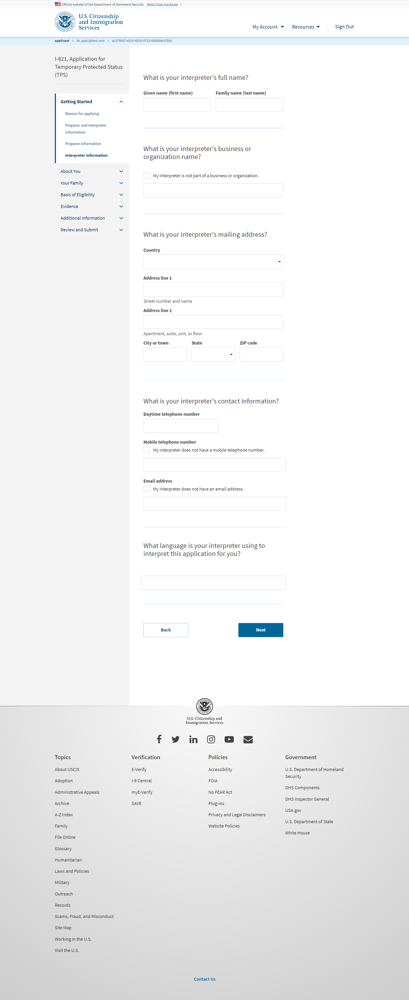 Official website of the Department of Homeland Security Here's how you know
U.S. Citizenship
and Immigration
Services
My Account
Resources
Sign Out
applicant
tb_app1@test.com
ac375b57-e510-421b-9723-65b2b4e1f356
I-821, Application for
Temporary Protected Status
(TPS)
Getting Started
Reason for applying
Preparer and interpreter
information
Preparer information
Interpreter information
About You
Your Family
Basis of Eligibility
Evidence
Additional Information
Review and Submit
What is your interpreter's full name?
Given name (first name)
Family name (last name)
What is your interpreter's business or
organization name?
My interpreter is not part of a business or organization.
What is your interpreter's mailing address?
Country
Address line 1
Street number and name
Address line 2
Apartment, suite, unit, or floor
City or town
State
ZIP code
What is your interpreter's contact information?
Daytime telephone number
Mobile telephone number
My interpreter does not have a mobile telephone number.
Email address
My interpreter does not have an email address.
What language is your interpreter using to
interpret this application for you?
Back
Next
U.S. Citizenship and
Immigration Services
Topics
About USCIS
Adoption
Administrative Appeals
Archive
A-Z Index
Family
File Online
Glossary
Humanitarian
Laws and Policies
Military
Outreach
Records
Scams, Fraud, and Misconduct
Site Map
Working in the U.S.
Visit the U.S.
Verification
E-Verify
I-9 Central
myE-Verify
SAVE
Policies
Accessibility
FOIA
No FEAR Act
Plug-ins
Privacy and Legal Disclaimers
Website Policies
Government
U.S. Department of Homeland
Security
DHS Components
DHS Inspector General
USA.gov
U.S. Department of State
White House
Contact Us